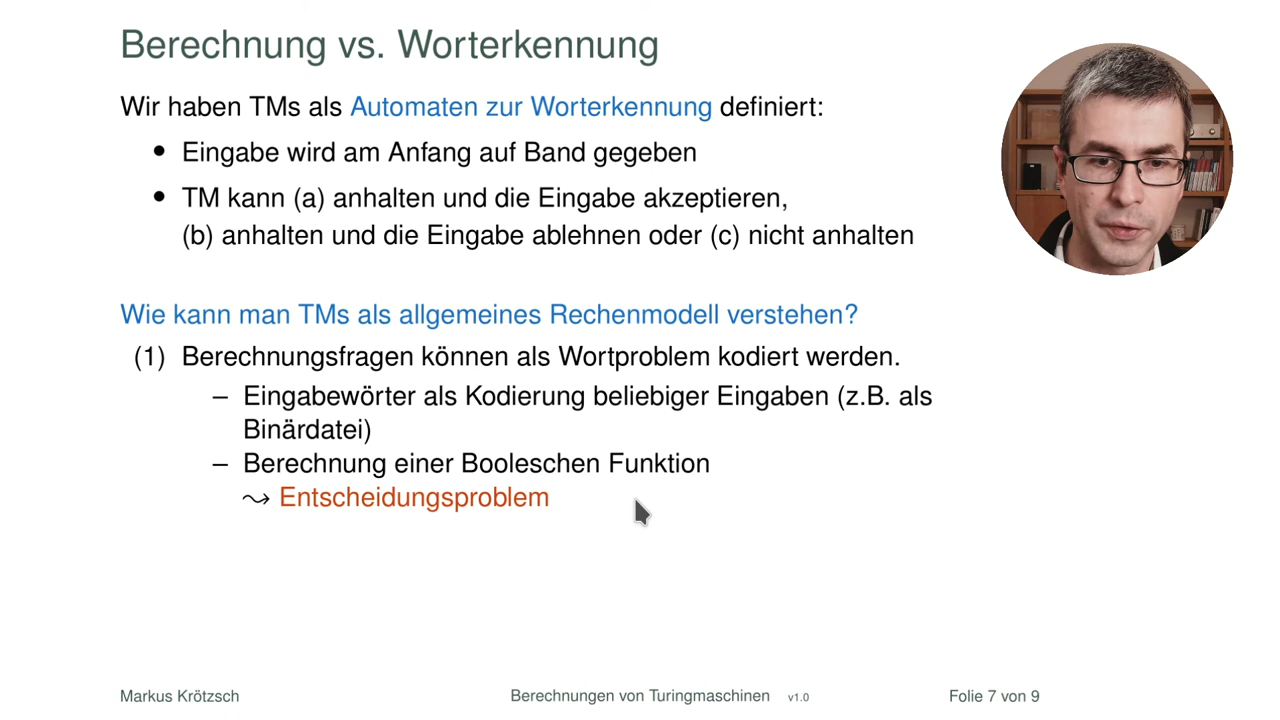 Berechnung vs. Worterkennung
Wir haben TMs als Automaten zur Worterkennung definiert:
• Eingabe wird am Anfang auf Band gegeben
• TM kann (a) anhalten und die Eingabe akzeptieren,
(b) anhalten und die Eingabe ablehnen oder (c) nicht anhalten
Wie kann man TMs als allgemeines Rechenmodell verstehen?
(1) Berechnungsfragen können als Wortproblem kodiert werden.
– Eingabewörter als Kodierung beliebiger Eingaben (z.B. als
Binärdatei)
– Berechnung einer Booleschen Funktion
⤳ Entscheidungsproblem
Markus Krötzsch Berechnungen von Turingmaschinen v1.0 Folie 7 von 9